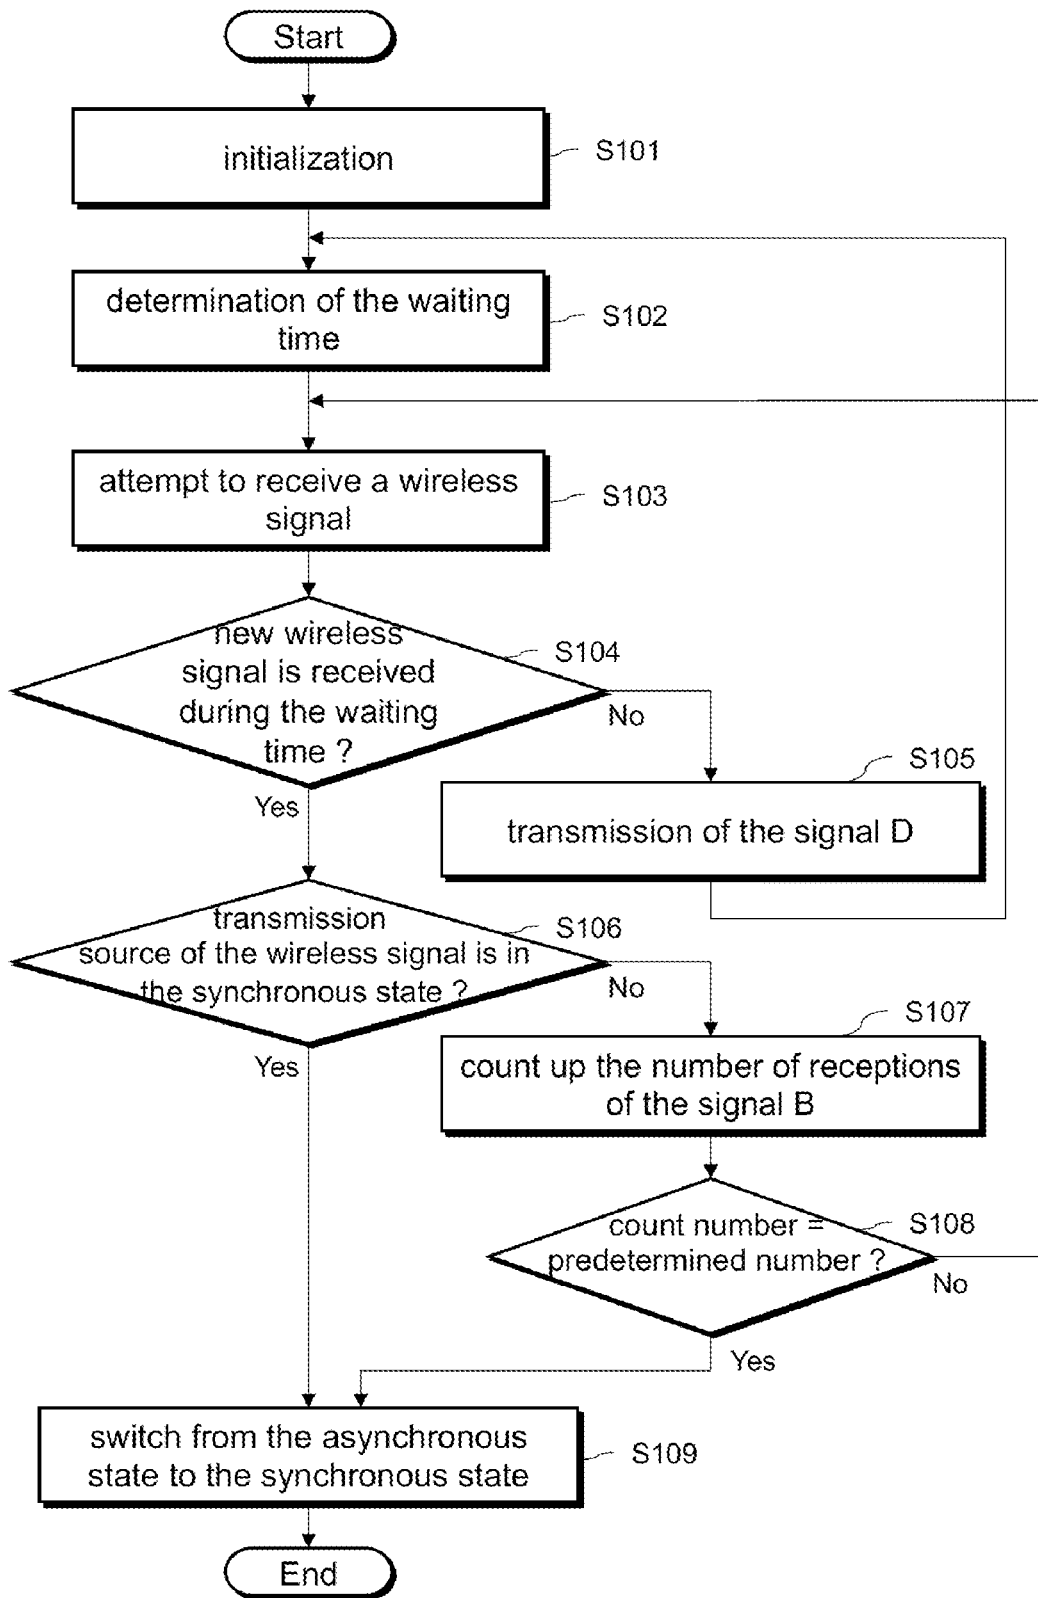 Start
initialization
S101
determination of the waiting
time
S102
attempt to receive a wireless
signal
S103
new wireless
signal is received
during the waiting
time ?
S104
No
Yes
S105
transmission of the signal D
transmission
source of the wireless signal is in
the synchronous state ?
S106
No
Yes
S107
count up the number of receptions
of the signal B
count number =
predetermined number ?
S108
No
Yes
switch from the asynchronous
state to the synchronous state
S109
End